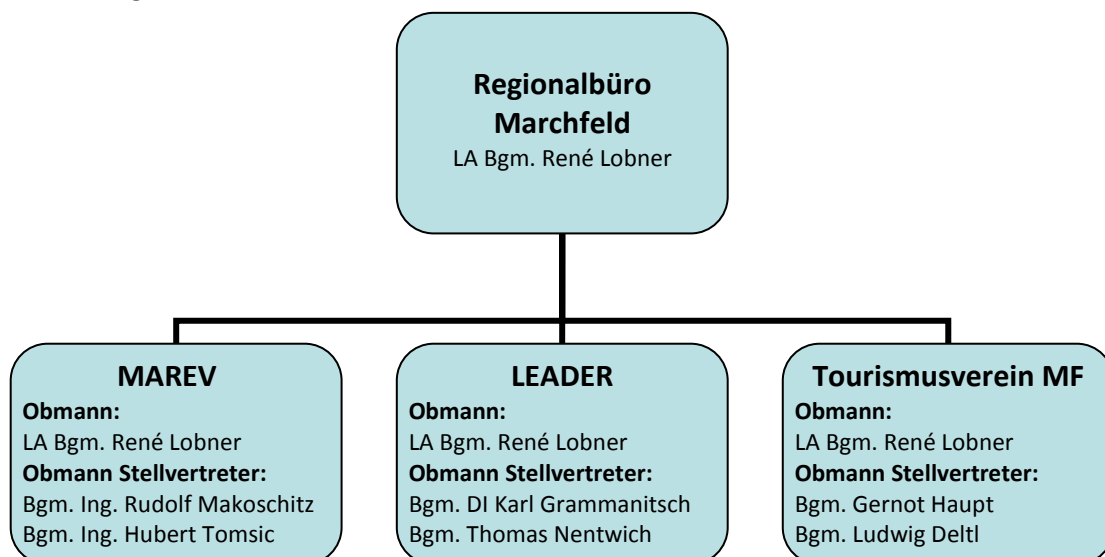 Regionalbüro
Marchfeld
LA Bgm. René Lobner
MAREV
Obmann:
LA Bgm. René Lobner
Obmann Stellvertreter:
Bgm. Ing. Rudolf Makoschitz
Bgm. Ing. Hubert Tomsic
LEADER
Obmann:
LA Bgm. René Lobner
Obmann Stellvertreter:
Bgm. DI Karl Grammanitsch
Bgm. Thomas Nentwich
Tourismusverein MF
Obmann:
LA Bgm. René Lobner
Obmann Stellvertreter:
Bgm. Gernot Haupt
Bgm. Ludwig Deltl